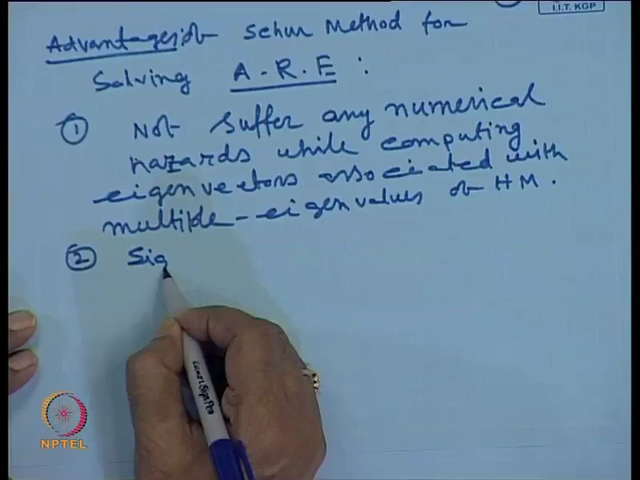 I.I.T. KGP
Advantages of Schur Method for
Solving A.R.E :
1 Not suffer any numerical
hazards while computing
eigenvectors associated with
multiple-eigenvalues of HM.
2 Sig
NPTEL